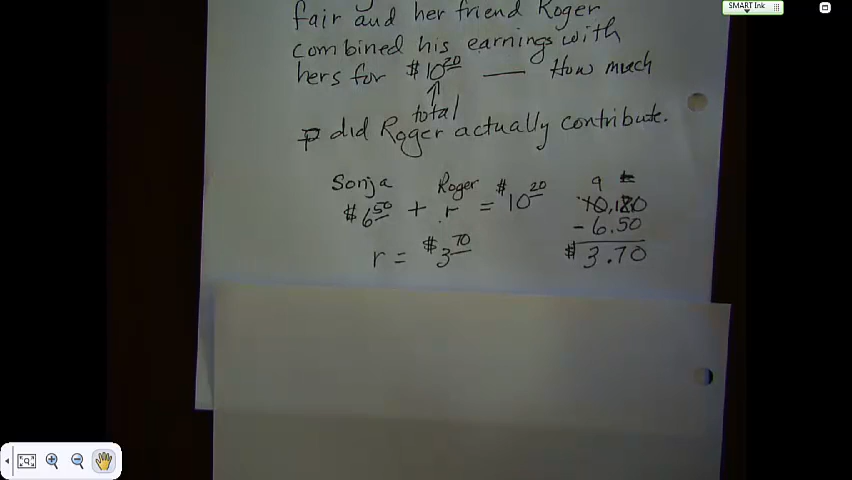 SMART Ink
fair and her friend Roger
combined his earnings with
hers for $10.20 — How much
total
did Roger actually contribute.
Sonja Roger
$6.50 + r = $10.20
r = $3.70
9
10.120
- 6.50
$3.70